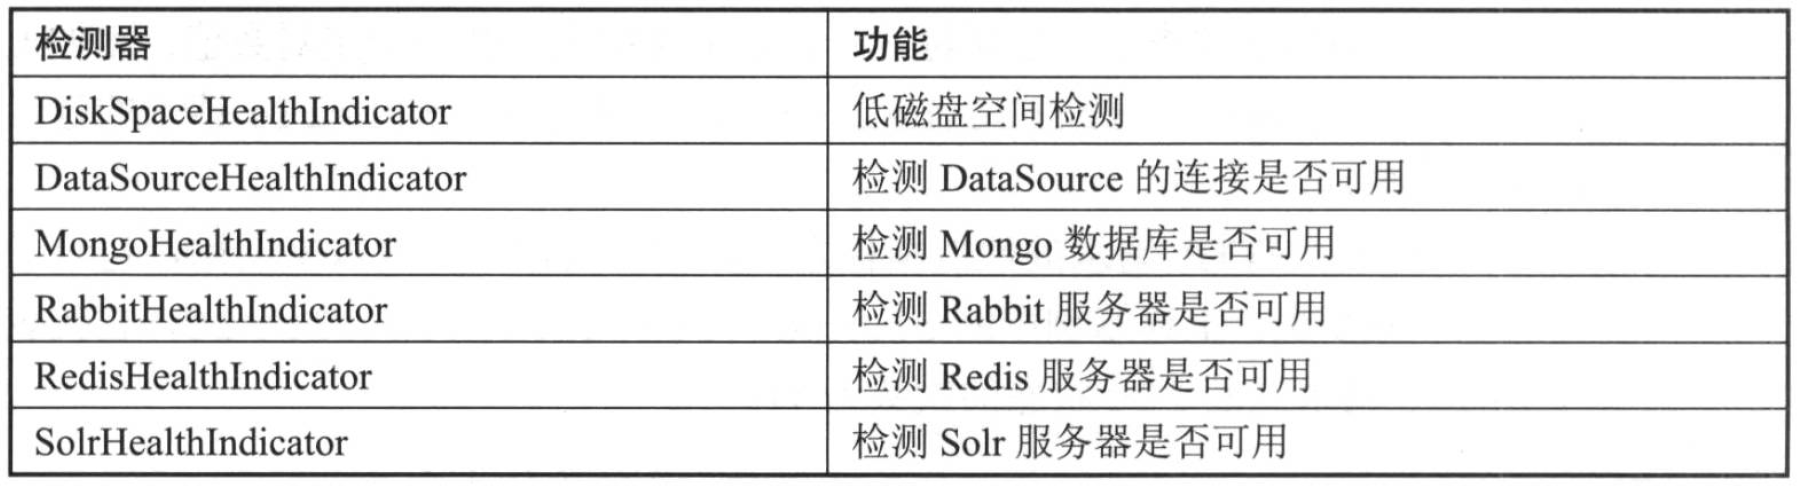 检测器 功能
DiskSpaceHealthIndicator 低磁盘空间检测
DataSourceHealthIndicator 检测 DataSource 的连接是否可用
MongoHealthIndicator 检测 Mongo 数据库是否可用
RabbitHealthIndicator 检测 Rabbit 服务器是否可用
RedisHealthIndicator 检测 Redis 服务器是否可用
SolrHealthIndicator 检测 Solr 服务器是否可用